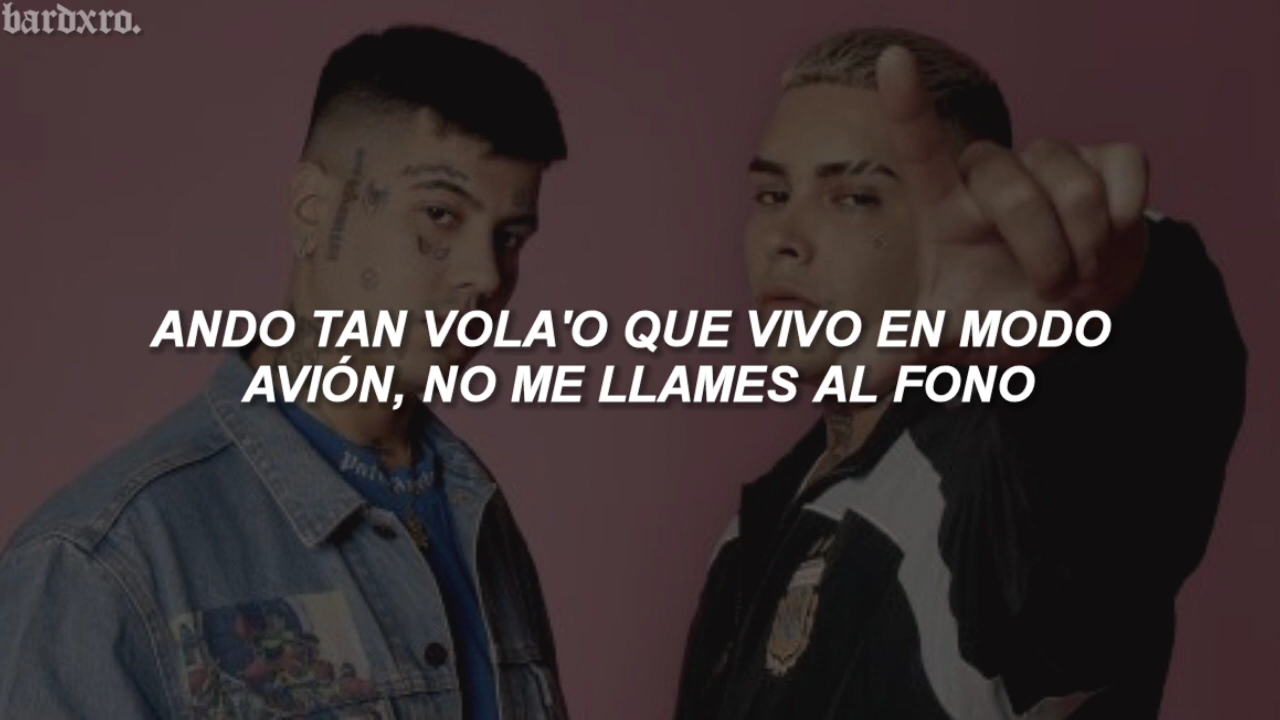 bardxro.
ANDO TAN VOLA'O QUE VIVO EN MODO
AVIÓN, NO ME LLAMES AL FONO